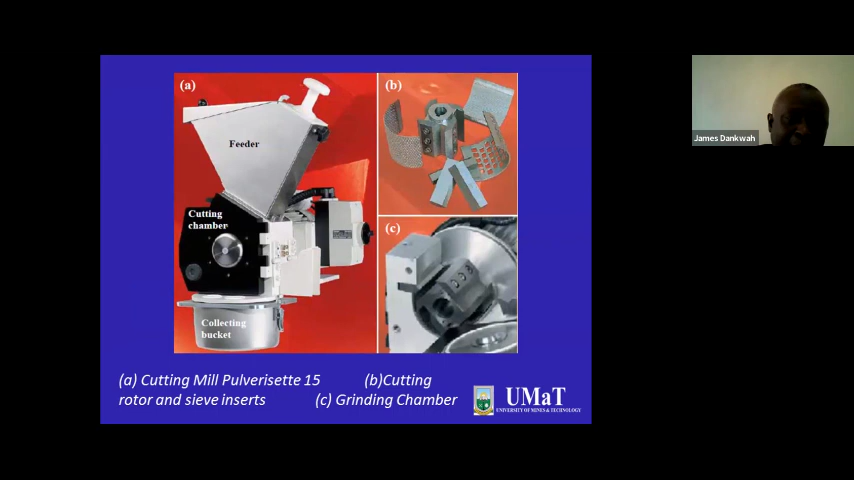 (a)
Feeder
Cutting
chamber
Collecting
bucket
(b)
(c)
(a) Cutting Mill Pulverisette 15 (b)Cutting
rotor and sieve inserts (c) Grinding Chamber
UMaT
UNIVERSITY OF MINES & TECHNOLOGY
James Dankwah